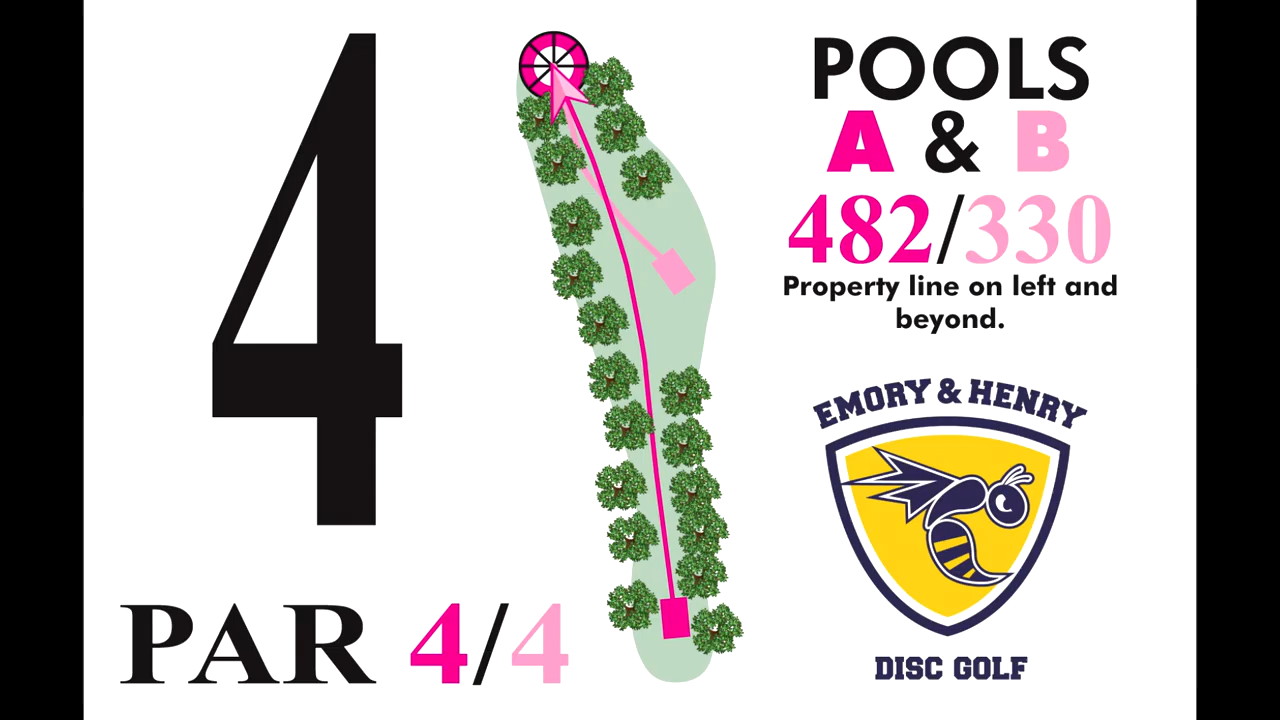 4
PAR 4/4
POOLS
A & B
482/330
Property line on left and
beyond.
EMORY & HENRY
DISC GOLF